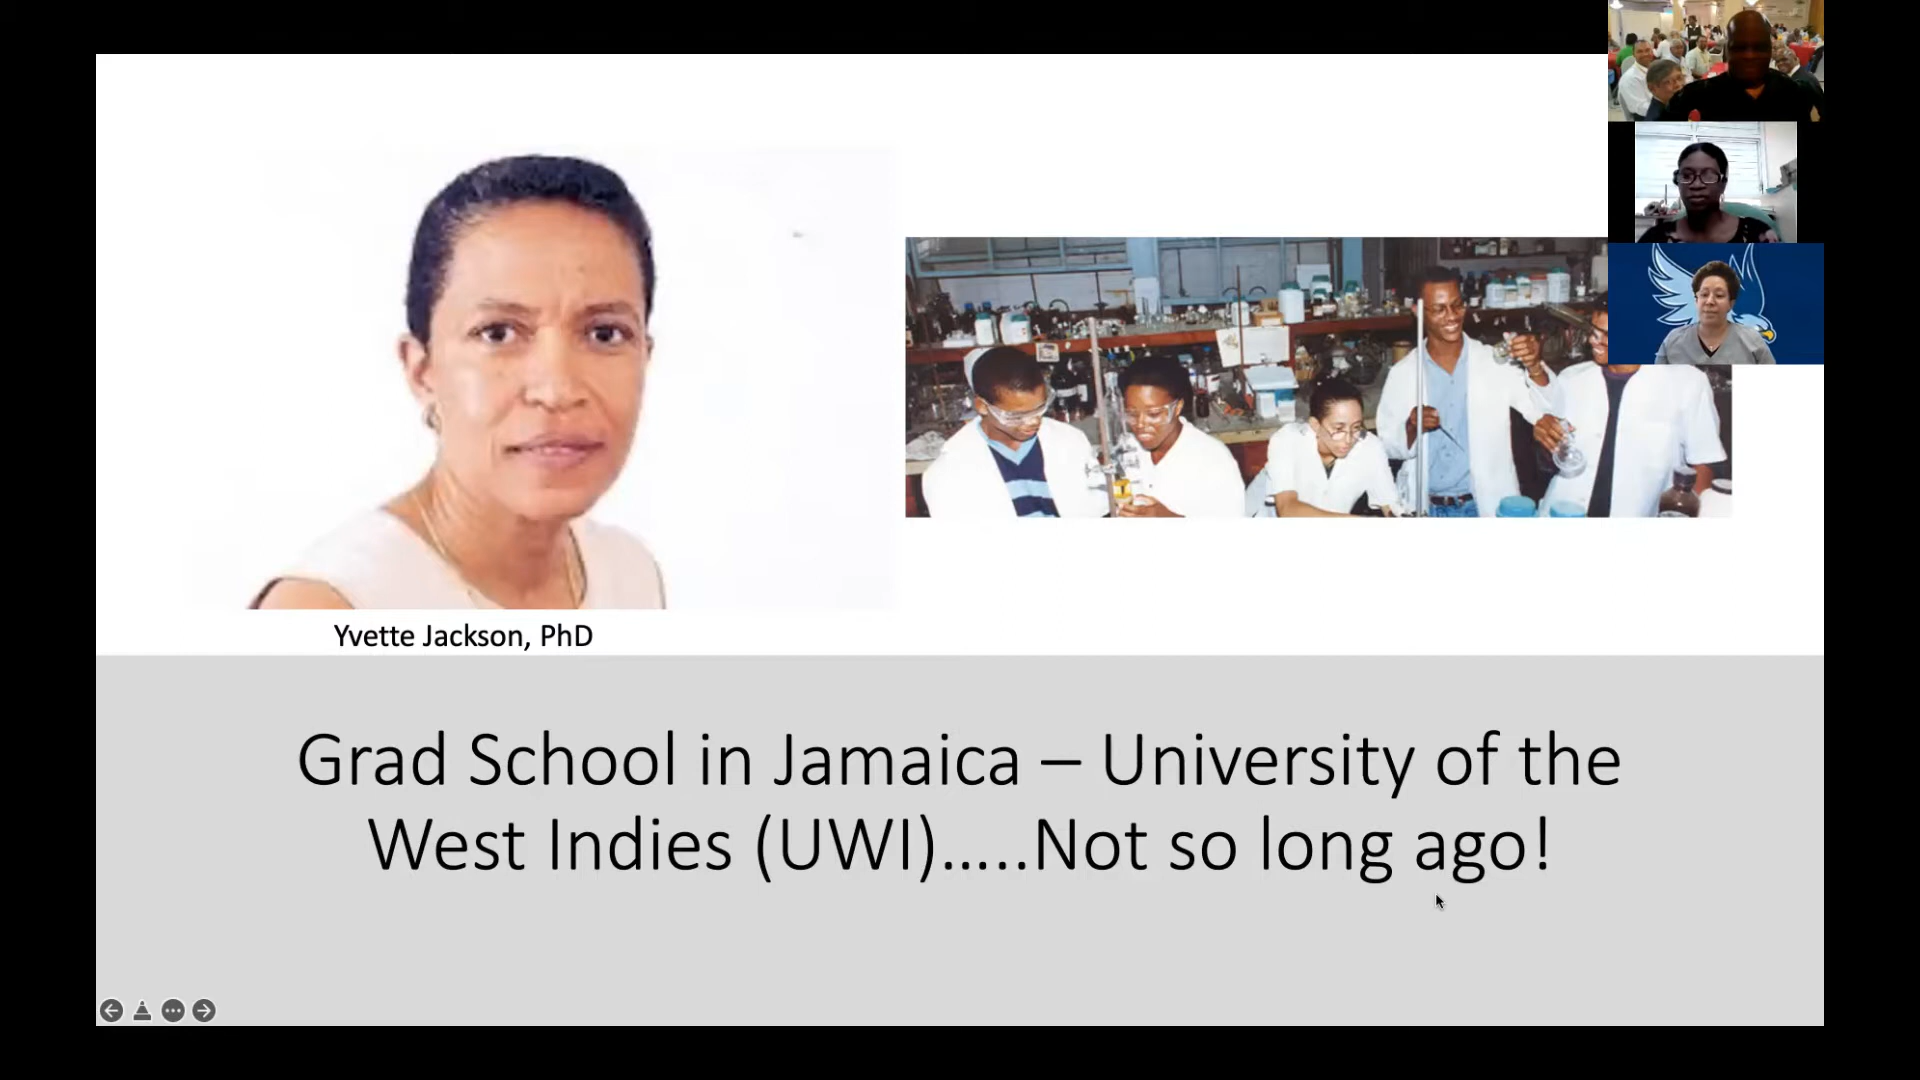 Yvette Jackson, PhD
Grad School in Jamaica – University of the
West Indies (UWI).....Not so long ago!